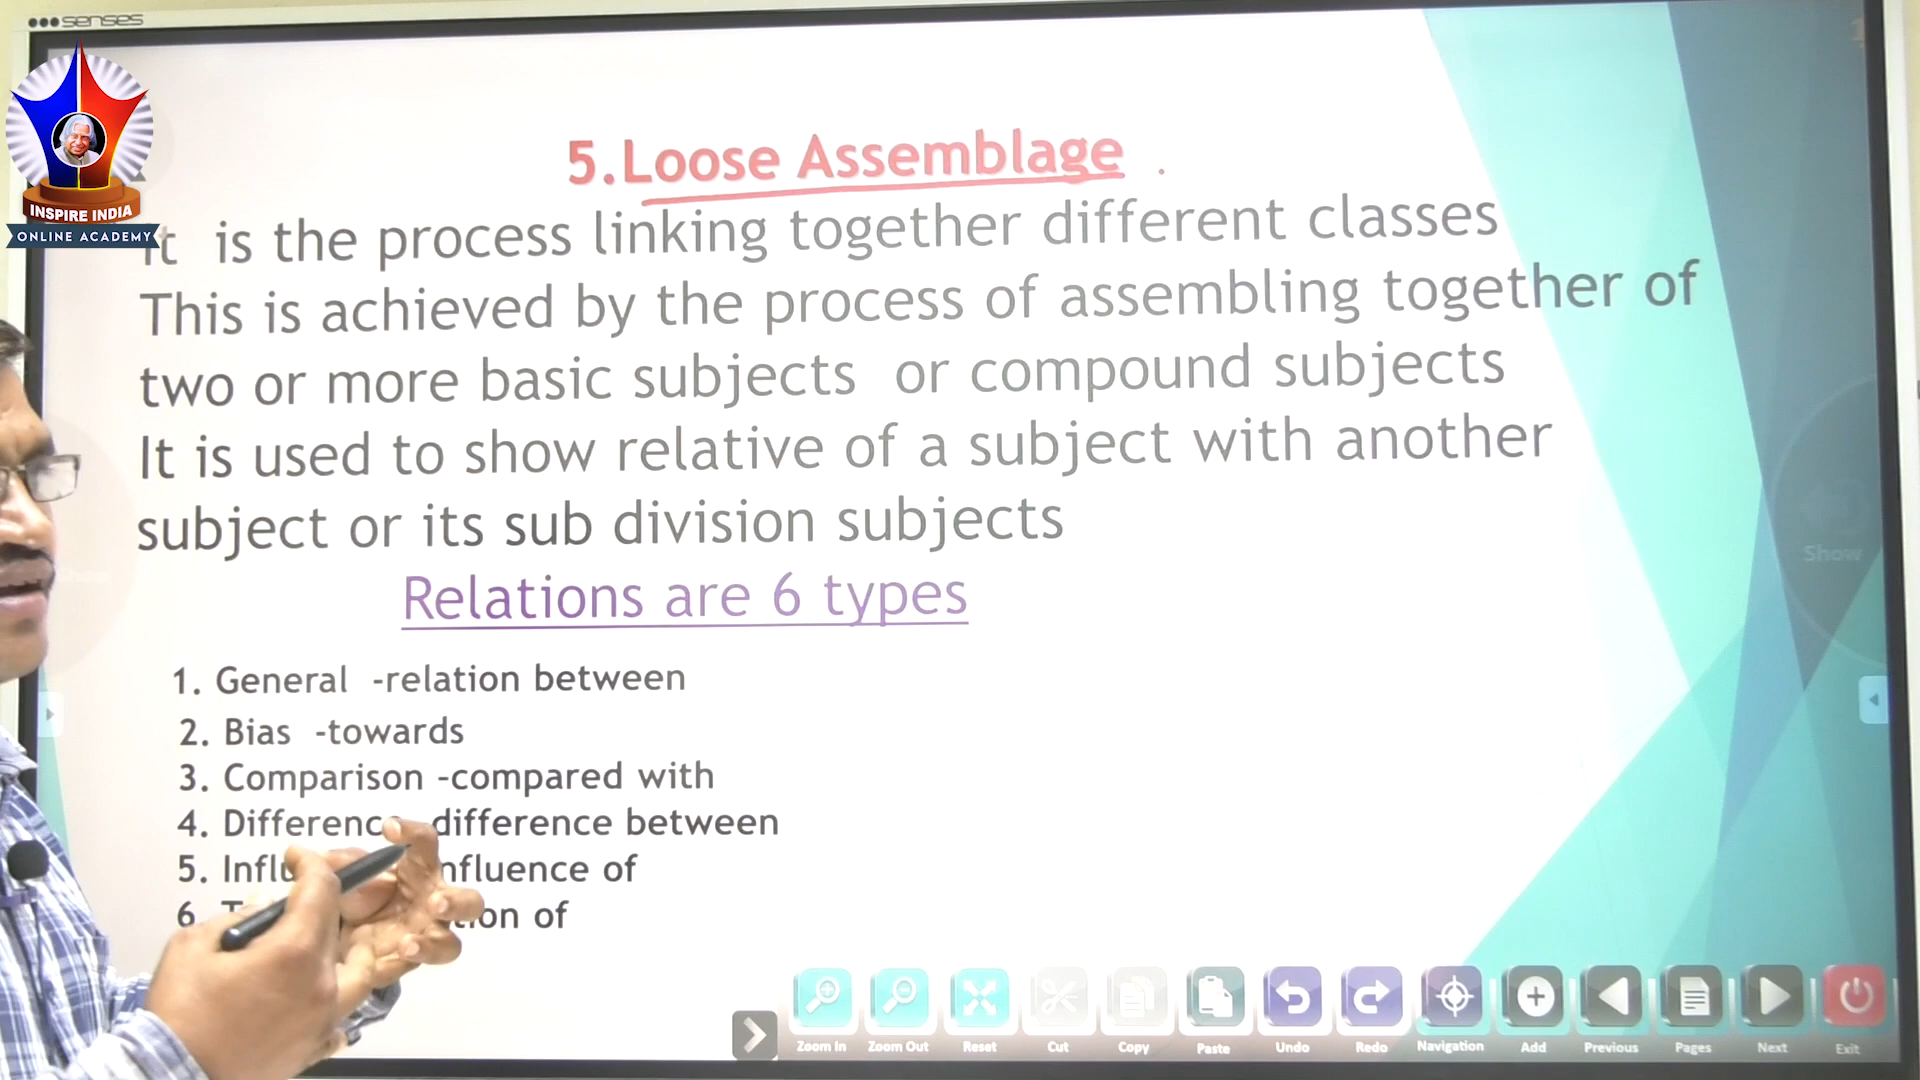 senses
INSPIRE INDIA
ONLINE ACADEMY
5.Loose Assemblage .
It is the process linking together different classes
This is achieved by the process of assembling together of
two or more basic subjects or compound subjects
It is used to show relative of a subject with another
subject or its sub division subjects
Show
Relations are 6 types
1. General -relation between
2. Bias -towards
3. Comparison -compared with
4. Difference difference between
5. of
6. of
Zoom In Zoom Out Reset Cut Copy Paste Undo Redo Navigation Add Previous Pages Next Exit